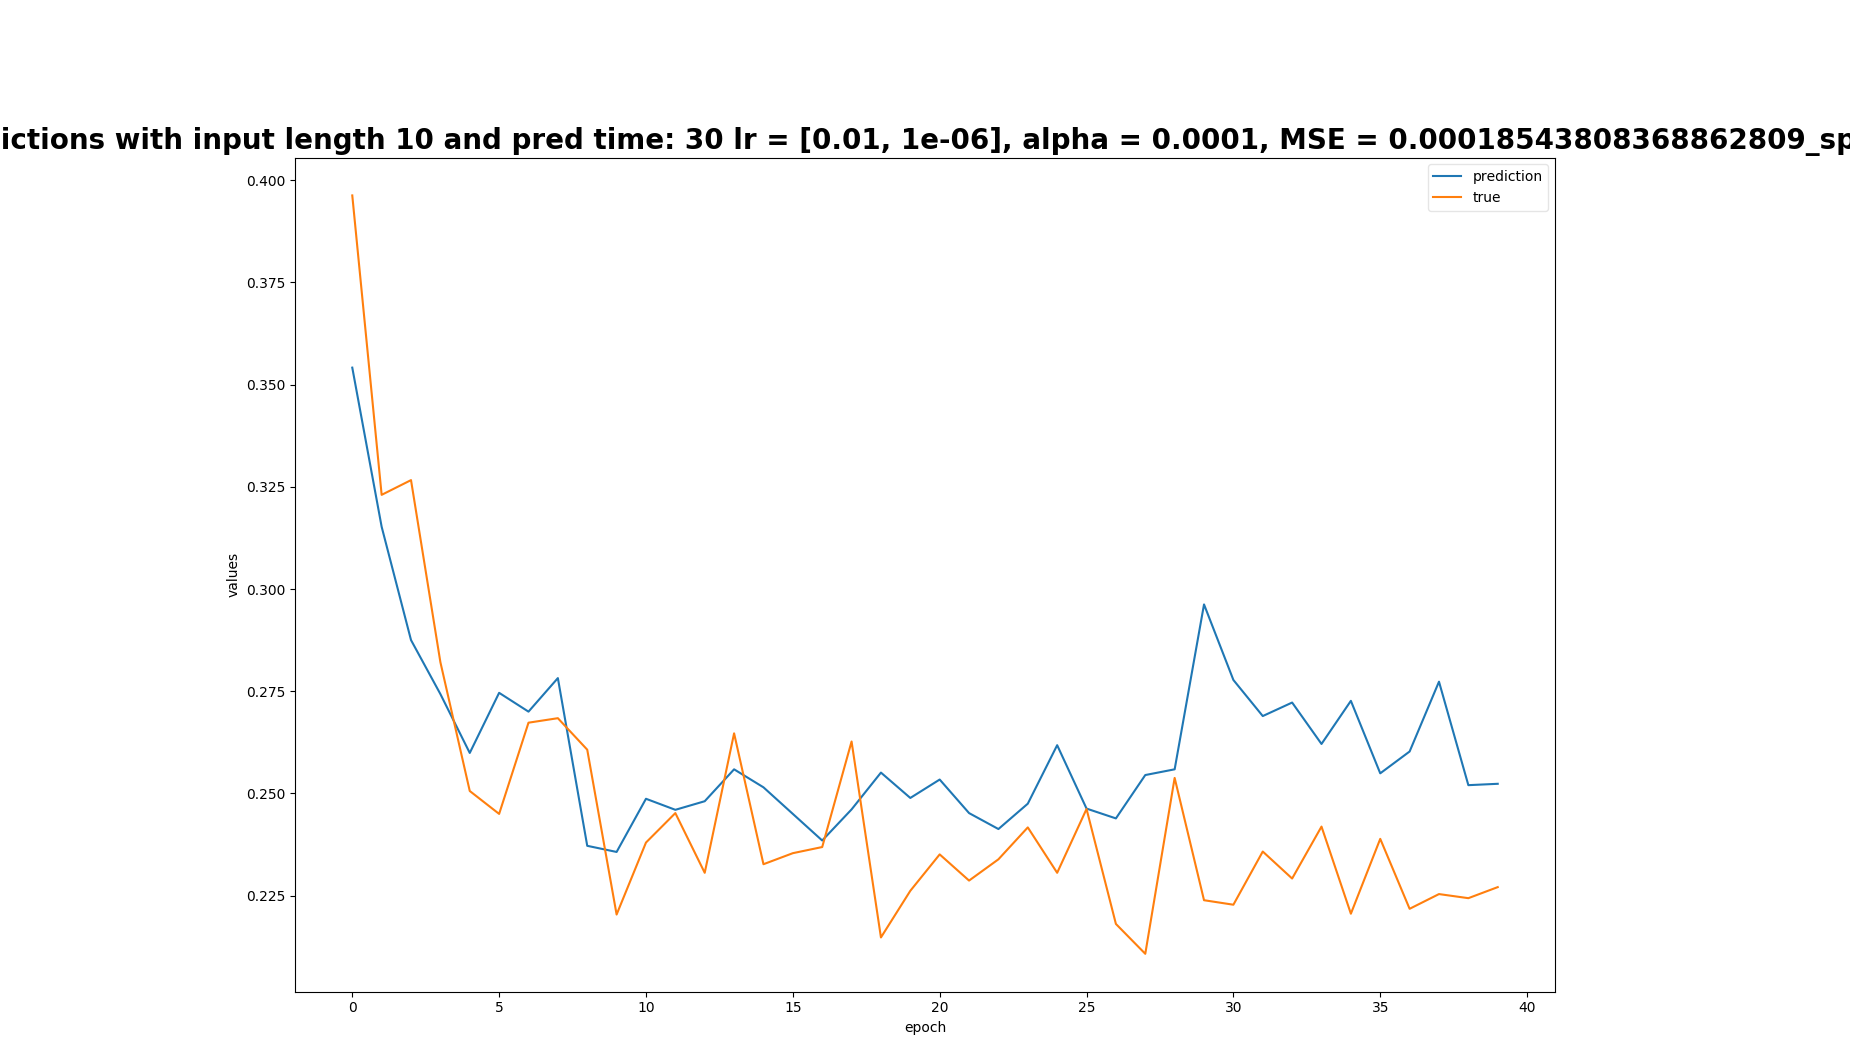 ictions with input length 10 and pred time: 30 lr = [0.01, 1e-06], alpha = 0.0001, MSE = 0.00018543808368862809_sp
prediction
true
0.400
0.375
0.350
0.325
0.300
0.275
0.250
0.225
values
0 5 10 15 20 25 30 35 40
epoch